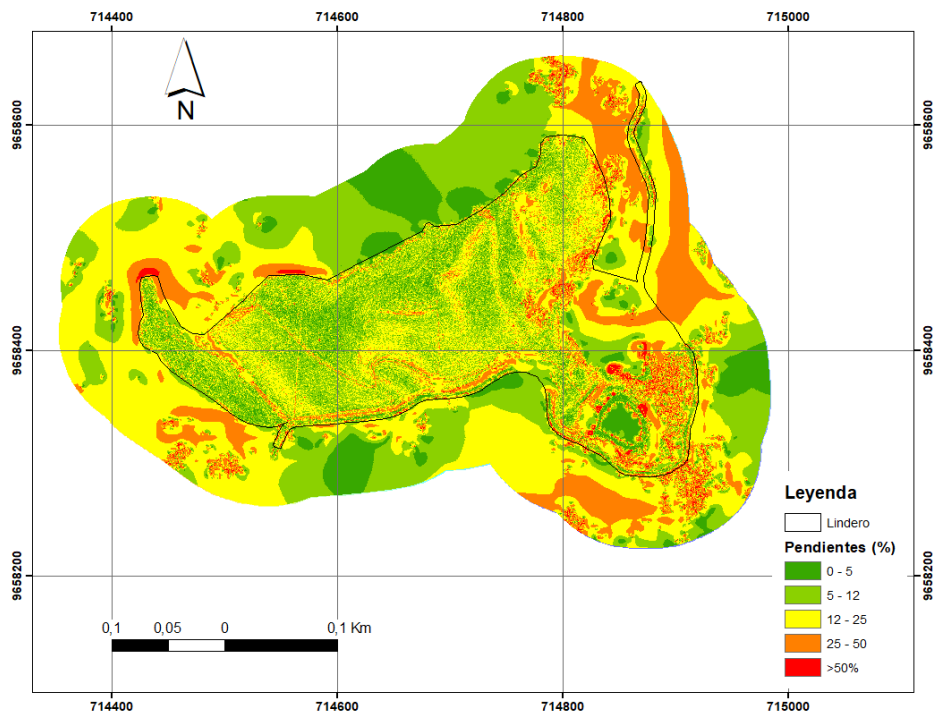 714400 714600 714800 715000
N
9658600 9658600
9658400 9658400
9658200 9658200
Leyenda
Lindero
Pendientes (%)
0 - 5
5 - 12
12 - 25
25 - 50
>50%
0,1 0,05 0 0,1 Km
714400 714600 714800 715000